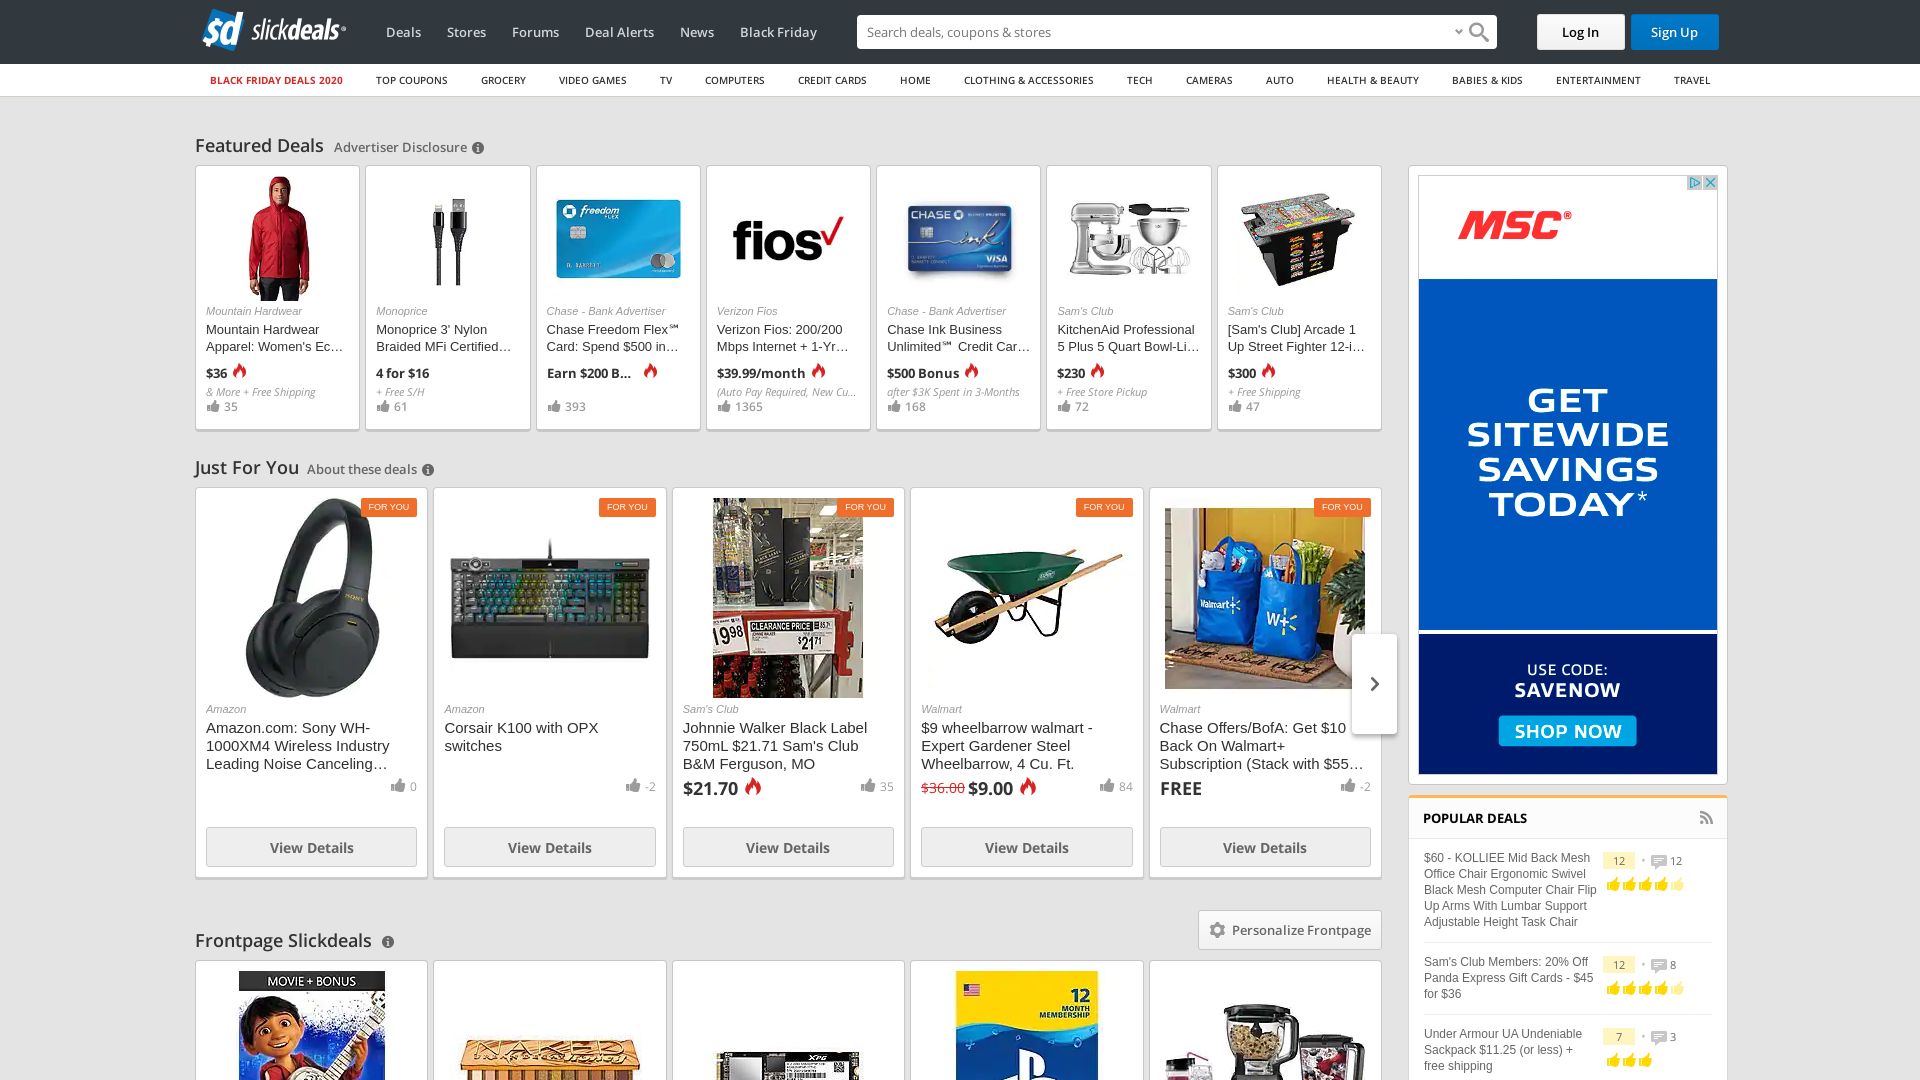 slickdeals
Deals
Stores
Forums
Deal Alerts
News
Black Friday
Search deals, coupons & stores
Log In
Sign Up
BLACK FRIDAY DEALS 2020
TOP COUPONS
GROCERY
VIDEO GAMES
TV
COMPUTERS
CREDIT CARDS
HOME
CLOTHING & ACCESSORIES
TECH
CAMERAS
AUTO
HEALTH & BEAUTY
BABIES & KIDS
ENTERTAINMENT
TRAVEL
Featured Deals
Advertiser Disclosure
Mountain Hardwear
Mountain Hardwear
Apparel: Women's Ec…
$36
& More + Free Shipping
35
Monoprice
Monoprice 3' Nylon
Braided MFi Certified…
4 for $16
+ Free S/H
61
freedom
FLEX
Chase - Bank Advertiser
Chase Freedom Flex℠
Card: Spend $500 in…
Earn $200 B…
393
fios
Verizon Fios
Verizon Fios: 200/200
Mbps Internet + 1-Yr…
$39.99/month
(Auto Pay Required, New Cu…
1365
CHASE
ink.
VISA
Chase - Bank Advertiser
Chase Ink Business
Unlimited℠ Credit Car…
$500 Bonus
after $3K Spent in 3-Months
168
Sam's Club
KitchenAid Professional
5 Plus 5 Quart Bowl-Li…
$230
+ Free Store Pickup
72
Sam's Club
[Sam's Club] Arcade 1
Up Street Fighter 12-i…
$300
+ Free Shipping
47
Just For You
About these deals
FOR YOU
SONY
Amazon
Amazon.com: Sony WH-
1000XM4 Wireless Industry
Leading Noise Canceling…
0
View Details
FOR YOU
Amazon
Corsair K100 with OPX
switches
-2
View Details
FOR YOU
1998
CLEARANCE PRICE
$21.71
Sam's Club
Johnnie Walker Black Label
750mL $21.71 Sam's Club
B&M Ferguson, MO
$21.70
35
View Details
FOR YOU
Walmart
$9 wheelbarrow walmart -
Expert Gardener Steel
Wheelbarrow, 4 Cu. Ft.
$36.00 $9.00
84
View Details
FOR YOU
Walmart
W+
Walmart
Chase Offers/BofA: Get $10
Back On Walmart+
Subscription (Stack with $55…
FREE
-2
View Details
Frontpage Slickdeals
Personalize Frontpage
MOVIE + BONUS
NAKED
XPG
12
MONTH
MEMBERSHIP
MSC®
GET
SITEWIDE
SAVINGS
TODAY*
USE CODE:
SAVENOW
SHOP NOW
POPULAR DEALS
$60 - KOLLIEE Mid Back Mesh
Office Chair Ergonomic Swivel
Black Mesh Computer Chair Flip
Up Arms With Lumbar Support
Adjustable Height Task Chair
12
12
Sam's Club Members: 20% Off
Panda Express Gift Cards - $45
for $36
12
8
Under Armour UA Undeniable
Sackpack $11.25 (or less) +
free shipping
7
3